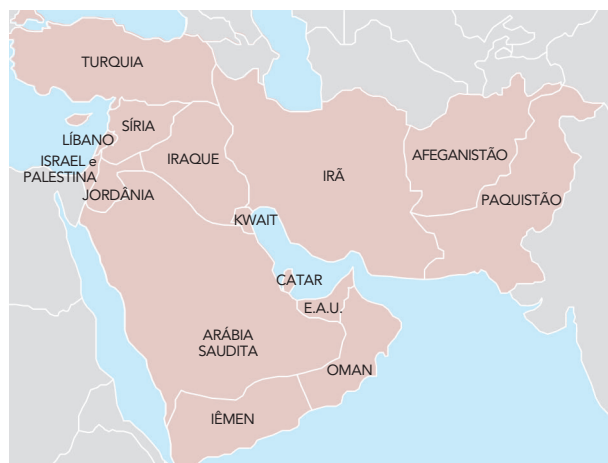 TURQUIA
SÍRIA
LÍBANO
ISRAEL e
PALESTINA
JORDÂNIA
IRAQUE
IRÃ
AFEGANISTÃO
PAQUISTÃO
KWAIT
CATAR
E.A.U.
ARÁBIA
SAUDITA
OMAN
IÊMEN